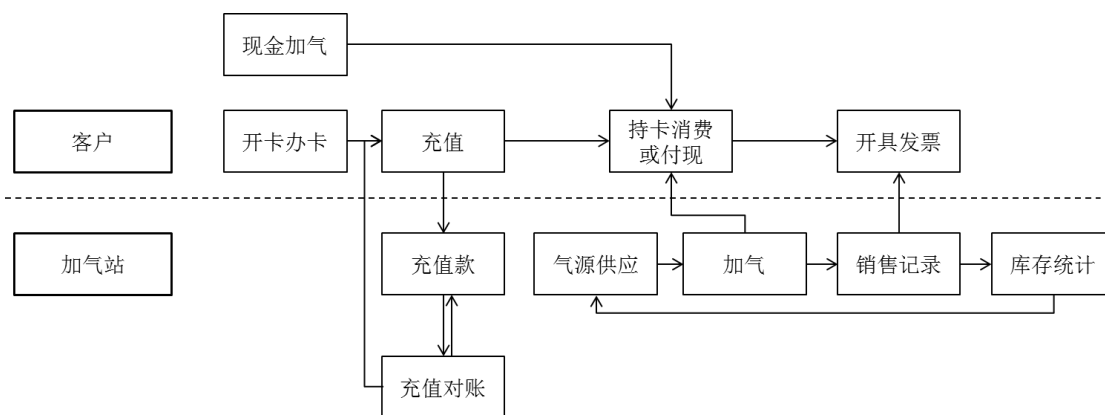 现金加气
客户
开卡办卡
充值
持卡消费
或付现
开具发票
加气站
充值款
气源供应
加气
销售记录
库存统计
充值对账